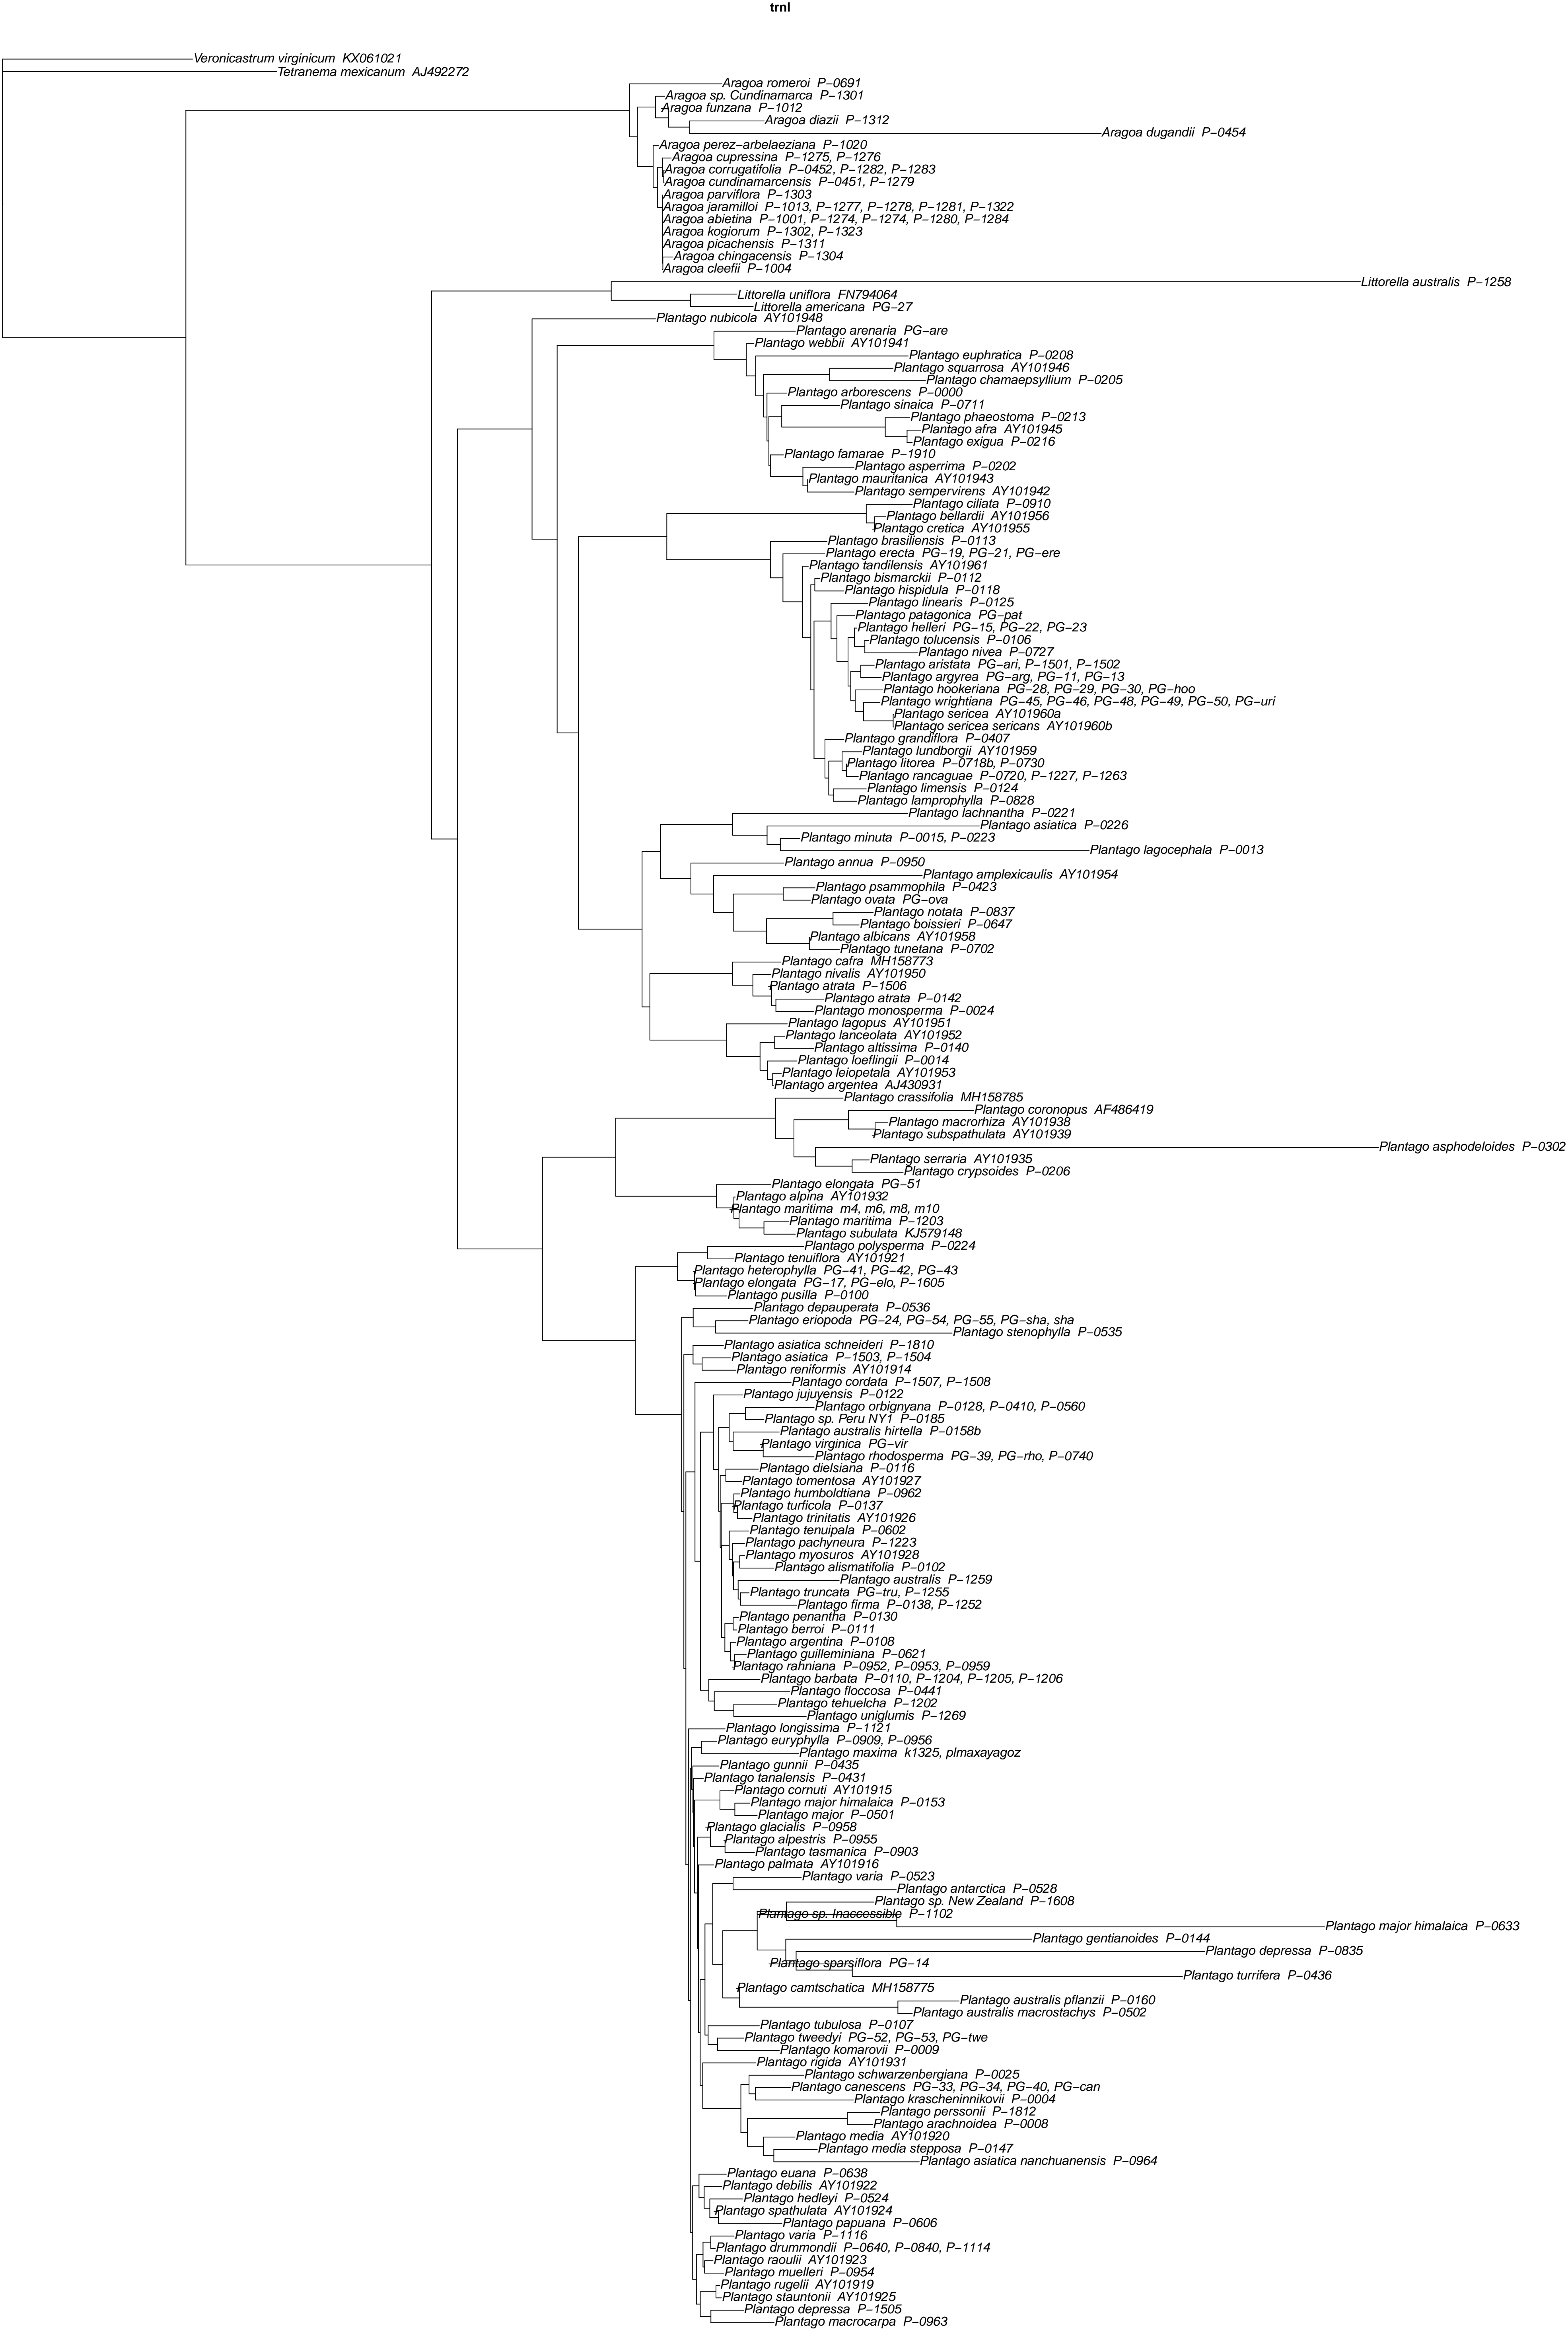 trnl
Veronicastrum virginicum KX061021
Tetranema mexicanum AJ492272
Aragoa romeroi P−0691
Aragoa sp. Cundinamarca P−1301
Aragoa funzana P−1012
Aragoa diazii P−1312
Aragoa dugandii P−0454
Aragoa perez−arbelaeziana P−1020
Aragoa cupressina P−1275, P−1276
Aragoa corrugatifolia P−0452, P−1282, P−1283
Aragoa cundinamarcensis P−0451, P−1279
Aragoa parviflora P−1303
Aragoa jaramilloi P−1013, P−1277, P−1278, P−1281, P−1322
Aragoa abietina P−1001, P−1274, P−1274, P−1280, P−1284
Aragoa kogiorum P−1302, P−1323
Aragoa picachensis P−1311
Aragoa chingacensis P−1304
Aragoa cleefii P−1004
Littorella australis P−1258
Littorella uniflora FN794064
Littorella americana PG−27
Plantago nubicola AY101948
Plantago arenaria PG−are
Plantago webbii AY101941
Plantago euphratica P−0208
Plantago squarrosa AY101946
Plantago chamaepsyllium P−0205
Plantago arborescens P−0000
Plantago sinaica P−0711
Plantago phaeostoma P−0213
Plantago afra AY101945
Plantago exigua P−0216
Plantago famarae P−1910
Plantago asperrima P−0202
Plantago mauritanica AY101943
Plantago sempervirens AY101942
Plantago ciliata P−0910
Plantago bellardii AY101956
Plantago cretica AY101955
Plantago brasiliensis P−0113
Plantago erecta PG−19, PG−21, PG−ere
Plantago tandilensis AY101961
Plantago bismarckii P−0112
Plantago hispidula P−0118
Plantago linearis P−0125
Plantago patagonica PG−pat
Plantago helleri PG−15, PG−22, PG−23
Plantago tolucensis P−0106
Plantago nivea P−0727
Plantago aristata PG−ari, P−1501, P−1502
Plantago argyrea PG−arg, PG−11, PG−13
Plantago hookeriana PG−28, PG−29, PG−30, PG−hoo
Plantago wrightiana PG−45, PG−46, PG−48, PG−49, PG−50, PG−uri
Plantago sericea AY101960a
Plantago sericea sericans AY101960b
Plantago grandiflora P−0407
Plantago lundborgii AY101959
Plantago litorea P−0718b, P−0730
Plantago rancaguae P−0720, P−1227, P−1263
Plantago limensis P−0124
Plantago lamprophylla P−0828
Plantago lachnantha P−0221
Plantago asiatica P−0226
Plantago minuta P−0015, P−0223
Plantago lagocephala P−0013
Plantago annua P−0950
Plantago amplexicaulis AY101954
Plantago psammophila P−0423
Plantago ovata PG−ova
Plantago notata P−0837
Plantago boissieri P−0647
Plantago albicans AY101958
Plantago tunetana P−0702
Plantago cafra MH158773
Plantago nivalis AY101950
Plantago atrata P−1506
Plantago atrata P−0142
Plantago monosperma P−0024
Plantago lagopus AY101951
Plantago lanceolata AY101952
Plantago altissima P−0140
Plantago loeflingii P−0014
Plantago leiopetala AY101953
Plantago argentea AJ430931
Plantago crassifolia MH158785
Plantago coronopus AF486419
Plantago macrorhiza AY101938
Plantago subspathulata AY101939
Plantago asphodeloides P−0302
Plantago serraria AY101935
Plantago crypsoides P−0206
Plantago elongata PG−51
Plantago alpina AY101932
Plantago maritima m4, m6, m8, m10
Plantago maritima P−1203
Plantago subulata KJ579148
Plantago polysperma P−0224
Plantago tenuiflora AY101921
Plantago heterophylla PG−41, PG−42, PG−43
Plantago elongata PG−17, PG−elo, P−1605
Plantago pusilla P−0100
Plantago depauperata P−0536
Plantago eriopoda PG−24, PG−54, PG−55, PG−sha, sha
Plantago stenophylla P−0535
Plantago asiatica schneideri P−1810
Plantago asiatica P−1503, P−1504
Plantago reniformis AY101914
Plantago cordata P−1507, P−1508
Plantago jujuyensis P−0122
Plantago orbignyana P−0128, P−0410, P−0560
Plantago sp. Peru NY1 P−0185
Plantago australis hirtella P−0158b
Plantago virginica PG−vir
Plantago rhodosperma PG−39, PG−rho, P−0740
Plantago dielsiana P−0116
Plantago tomentosa AY101927
Plantago humboldtiana P−0962
Plantago turficola P−0137
Plantago trinitatis AY101926
Plantago tenuipala P−0602
Plantago pachyneura P−1223
Plantago myosuros AY101928
Plantago alismatifolia P−0102
Plantago australis P−1259
Plantago truncata PG−tru, P−1255
Plantago firma P−0138, P−1252
Plantago penantha P−0130
Plantago berroi P−0111
Plantago argentina P−0108
Plantago guilleminiana P−0621
Plantago rahniana P−0952, P−0953, P−0959
Plantago barbata P−0110, P−1204, P−1205, P−1206
Plantago floccosa P−0441
Plantago tehuelcha P−1202
Plantago uniglumis P−1269
Plantago longissima P−1121
Plantago euryphylla P−0909, P−0956
Plantago maxima k1325, plmaxayagoz
Plantago gunnii P−0435
Plantago tanalensis P−0431
Plantago cornuti AY101915
Plantago major himalaica P−0153
Plantago major P−0501
Plantago glacialis P−0958
Plantago alpestris P−0955
Plantago tasmanica P−0903
Plantago palmata AY101916
Plantago varia P−0523
Plantago antarctica P−0528
Plantago sp. New Zealand P−1608
Plantago sp. Inaccessible P−1102
Plantago major himalaica P−0633
Plantago gentianoides P−0144
Plantago depressa P−0835
Plantago sparsiflora PG−14
Plantago turrifera P−0436
Plantago camtschatica MH158775
Plantago australis pflanzii P−0160
Plantago australis macrostachys P−0502
Plantago tubulosa P−0107
Plantago tweedyi PG−52, PG−53, PG−twe
Plantago komarovii P−0009
Plantago rigida AY101931
Plantago schwarzenbergiana P−0025
Plantago canescens PG−33, PG−34, PG−40, PG−can
Plantago krascheninnikovii P−0004
Plantago perssonii P−1812
Plantago arachnoidea P−0008
Plantago media AY101920
Plantago media stepposa P−0147
Plantago asiatica nanchuanensis P−0964
Plantago euana P−0638
Plantago debilis AY101922
Plantago hedleyi P−0524
Plantago spathulata AY101924
Plantago papuana P−0606
Plantago varia P−1116
Plantago drummondii P−0640, P−0840, P−1114
Plantago raoulii AY101923
Plantago muelleri P−0954
Plantago rugelii AY101919
Plantago stauntonii AY101925
Plantago depressa P−1505
Plantago macrocarpa P−0963